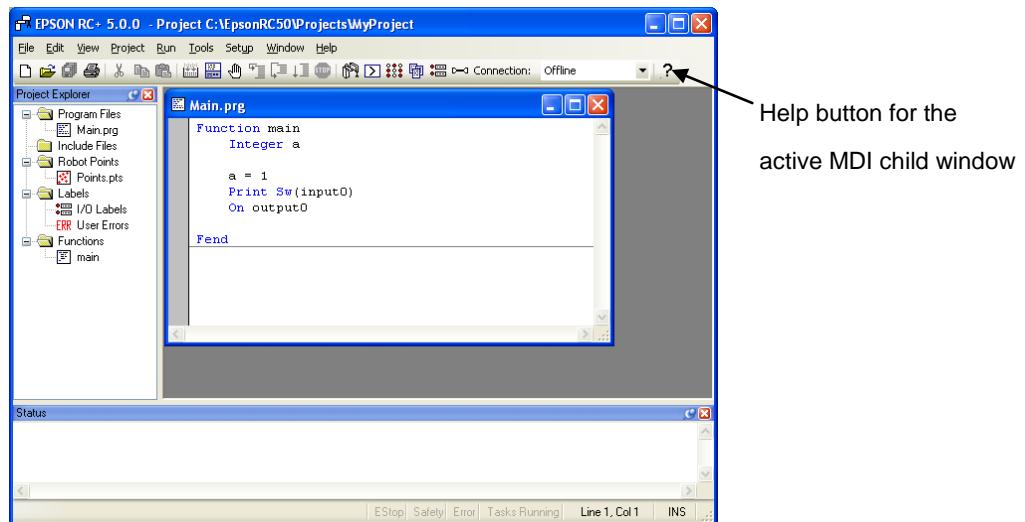 EPSON RC+ 5.0.0 - Project C:\EpsonRC50\Projects\MyProject
File Edit View Project Run Tools Setup Window Help
Connection: Offline
?
Project Explorer
Program Files
Main.prg
Include Files
Robot Points
Points.pts
Labels
I/O Labels
ERR User Errors
Functions
main
Main.prg
Function main
Integer a
a = 1
Print Sw(input0)
On output0
Fend
Help button for the
active MDI child window
Status
EStop Safety Error Tasks Running Line 1, Col 1 INS